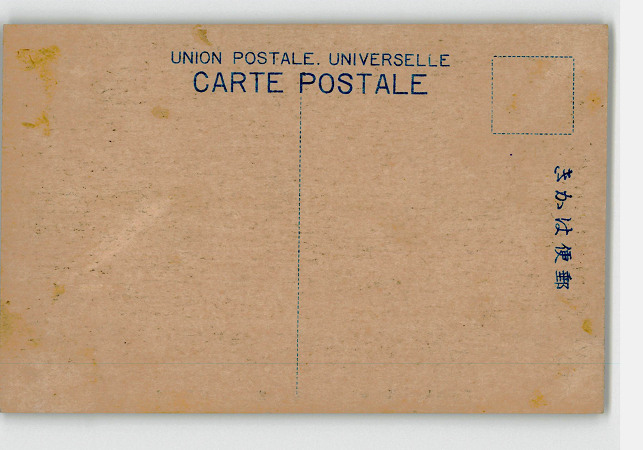 UNION POSTALE. UNIVERSELLE
CARTE POSTALE
きかは便郵